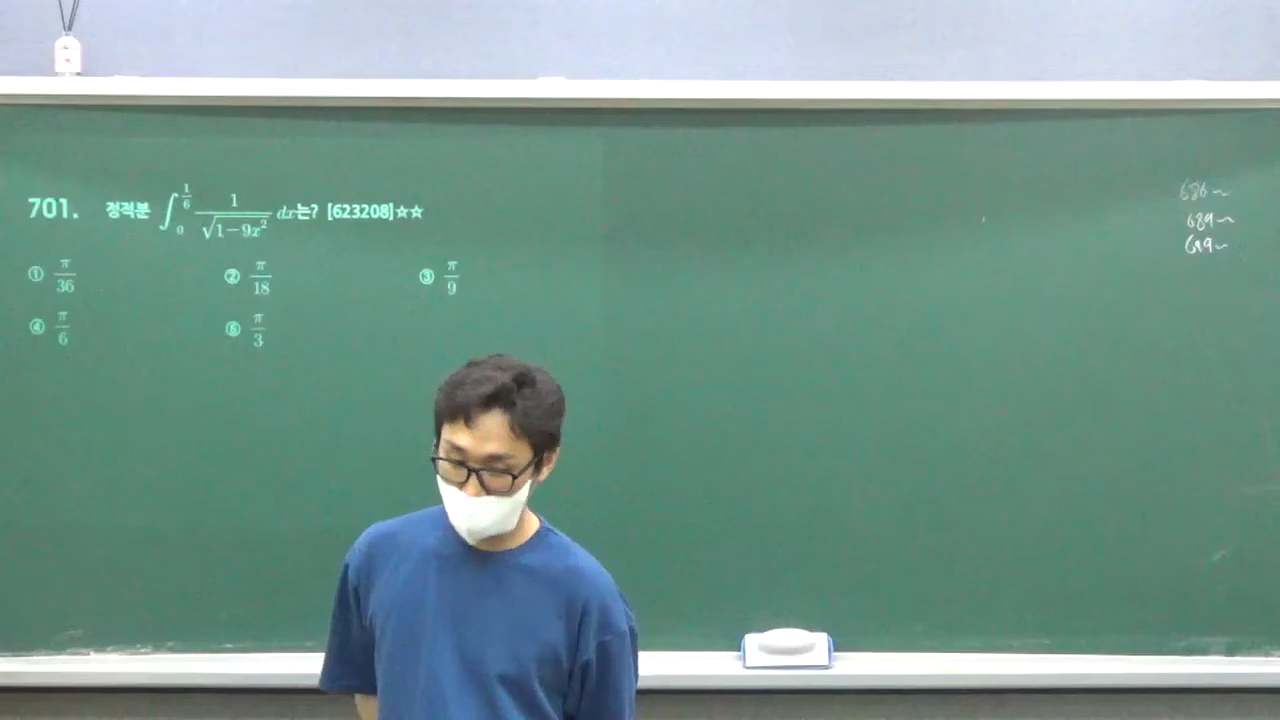 701. 정적분 ∫₀^{1/6} 1/√(1−9x²) dx는? [623208]☆☆
① π/36 ② π/18 ③ π/9
④ π/6 ⑤ π/3
686~
689~
699~